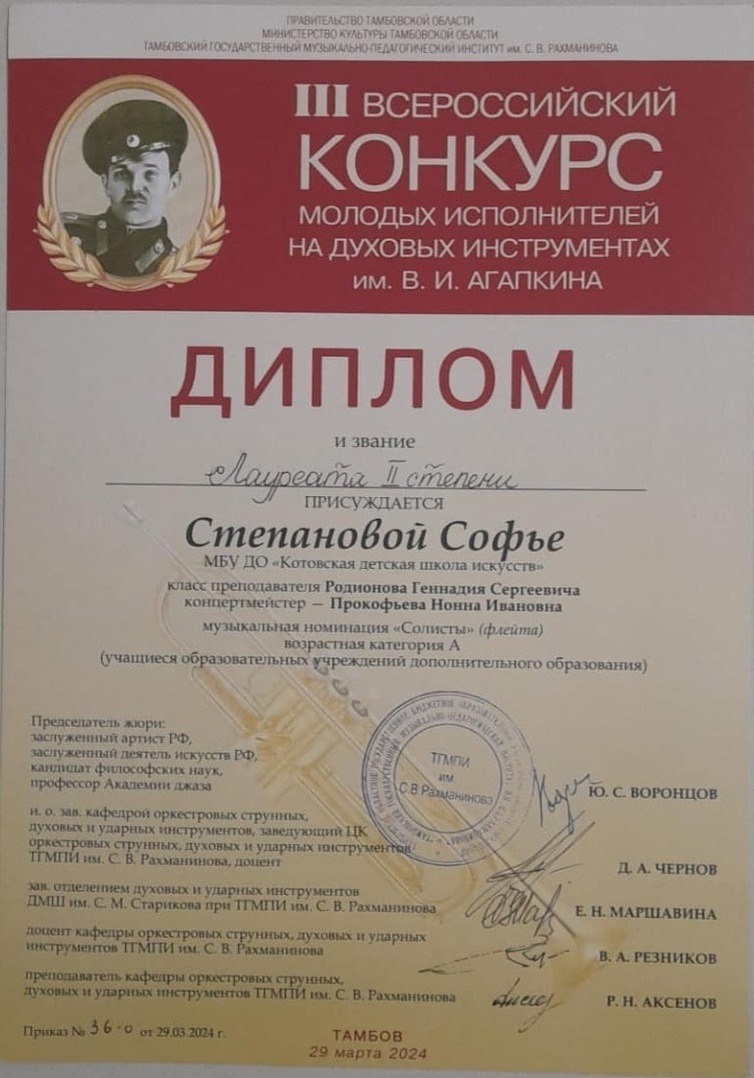 ПРАВИТЕЛЬСТВО ТАМБОВСКОЙ ОБЛАСТИ
МИНИСТЕРСТВО КУЛЬТУРЫ ТАМБОВСКОЙ ОБЛАСТИ
ТАМБОВСКИЙ ГОСУДАРСТВЕННЫЙ МУЗЫКАЛЬНО-ПЕДАГОГИЧЕСКИЙ ИНСТИТУТ им. С. В. РАХМАНИНОВА
III ВСЕРОССИЙСКИЙ
КОНКУРС
МОЛОДЫХ ИСПОЛНИТЕЛЕЙ
НА ДУХОВЫХ ИНСТРУМЕНТАХ
им. В. И. АГАПКИНА
ДИПЛОМ
и звание
Лауреата II степени
ПРИСУЖДАЕТСЯ
Степановой Софье
МБУ ДО «Котовская детская школа искусств»
класс преподавателя Родионова Геннадия Сергеевича
концертмейстер — Прокофьева Нонна Ивановна
музыкальная номинация «Солисты» (флейта)
возрастная категория А
(учащиеся образовательных учреждений дополнительного образования)
Председатель жюри:
заслуженный артист РФ,
заслуженный деятель искусств РФ,
кандидат философских наук,
профессор Академии джаза
Ю. С. ВОРОНЦОВ
ТГМПИ
им.
С.В.Рахманинова
и. о. зав. кафедрой оркестровых струнных,
духовых и ударных инструментов, заведующий ЦК
оркестровых струнных, духовых и ударных инструментов
ТГМПИ им. С. В. Рахманинова, доцент
Д. А. ЧЕРНОВ
зав. отделением духовых и ударных инструментов
ДМШ им. С. М. Старикова при ТГМПИ им. С. В. Рахманинова
Е. Н. МАРШАВИНА
доцент кафедры оркестровых струнных, духовых и ударных
инструментов ТГМПИ им. С. В. Рахманинова
В. А. РЕЗНИКОВ
преподаватель кафедры оркестровых струнных,
духовых и ударных инструментов ТГМПИ им. С. В. Рахманинова
Р. Н. АКСЕНОВ
Приказ № 36-о от 29.03.2024 г.
ТАМБОВ
29 марта 2024